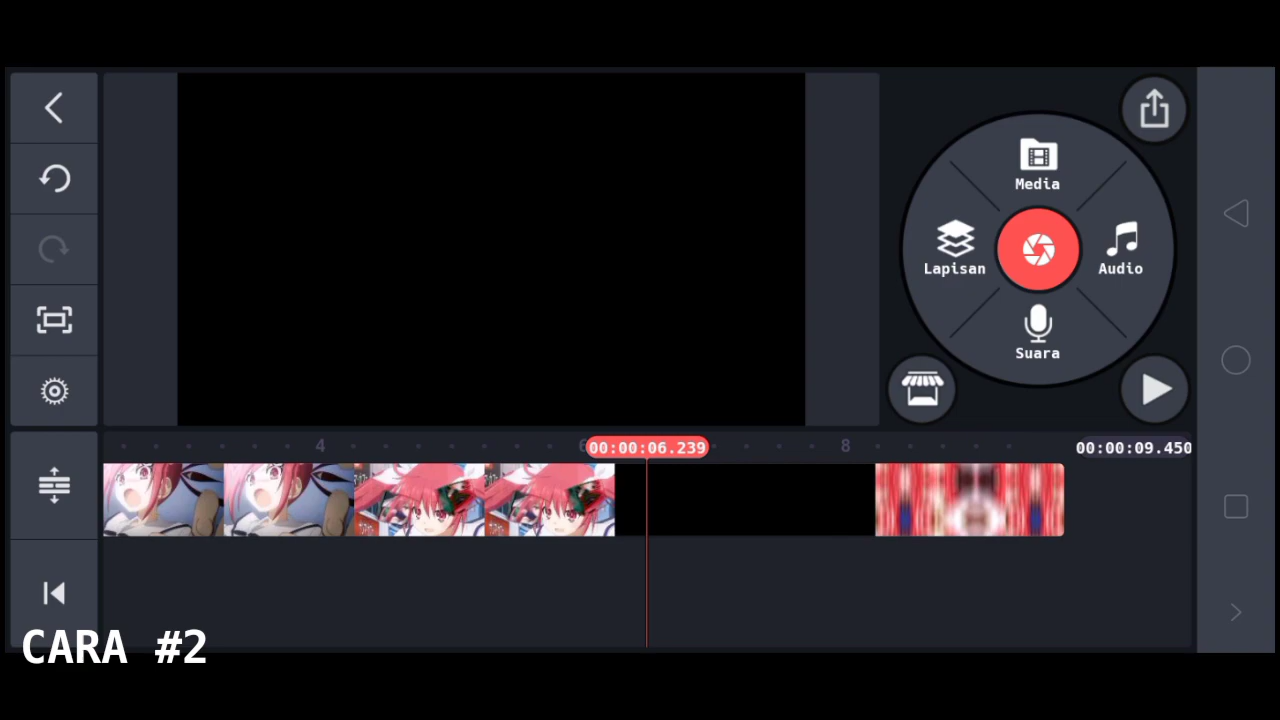 Media
Lapisan
Audio
Suara
4
00:00:06.239
8
00:00:09.450
CARA #2